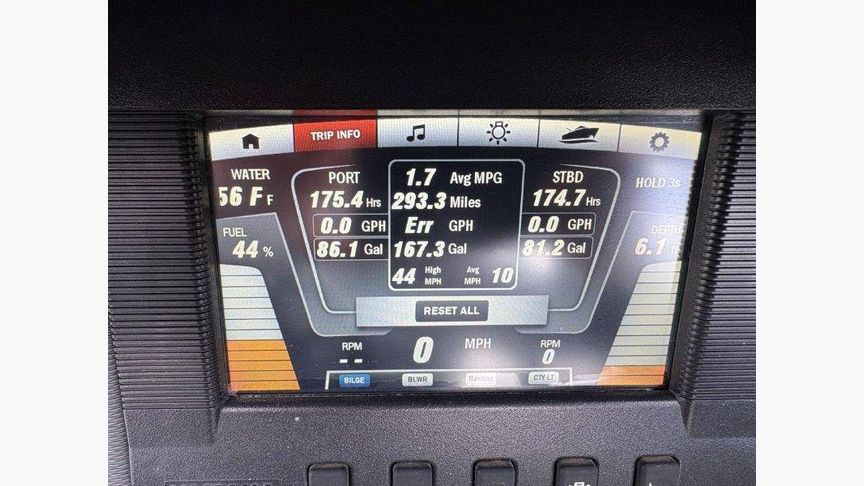 TRIP INFO
WATER
56 F F
FUEL
44 %
PORT
175.4 Hrs
0.0 GPH
86.1 Gal
1.7 Avg MPG
293.3 Miles
Err GPH
167.3 Gal
44 High MPH Avg MPH 10
STBD
174.7 Hrs
0.0 GPH
81.2 Gal
HOLD 3s
DEPTH
6.1
RESET ALL
RPM
--
0 MPH
RPM
0
BILGE BLWR NavAnc CTY LT